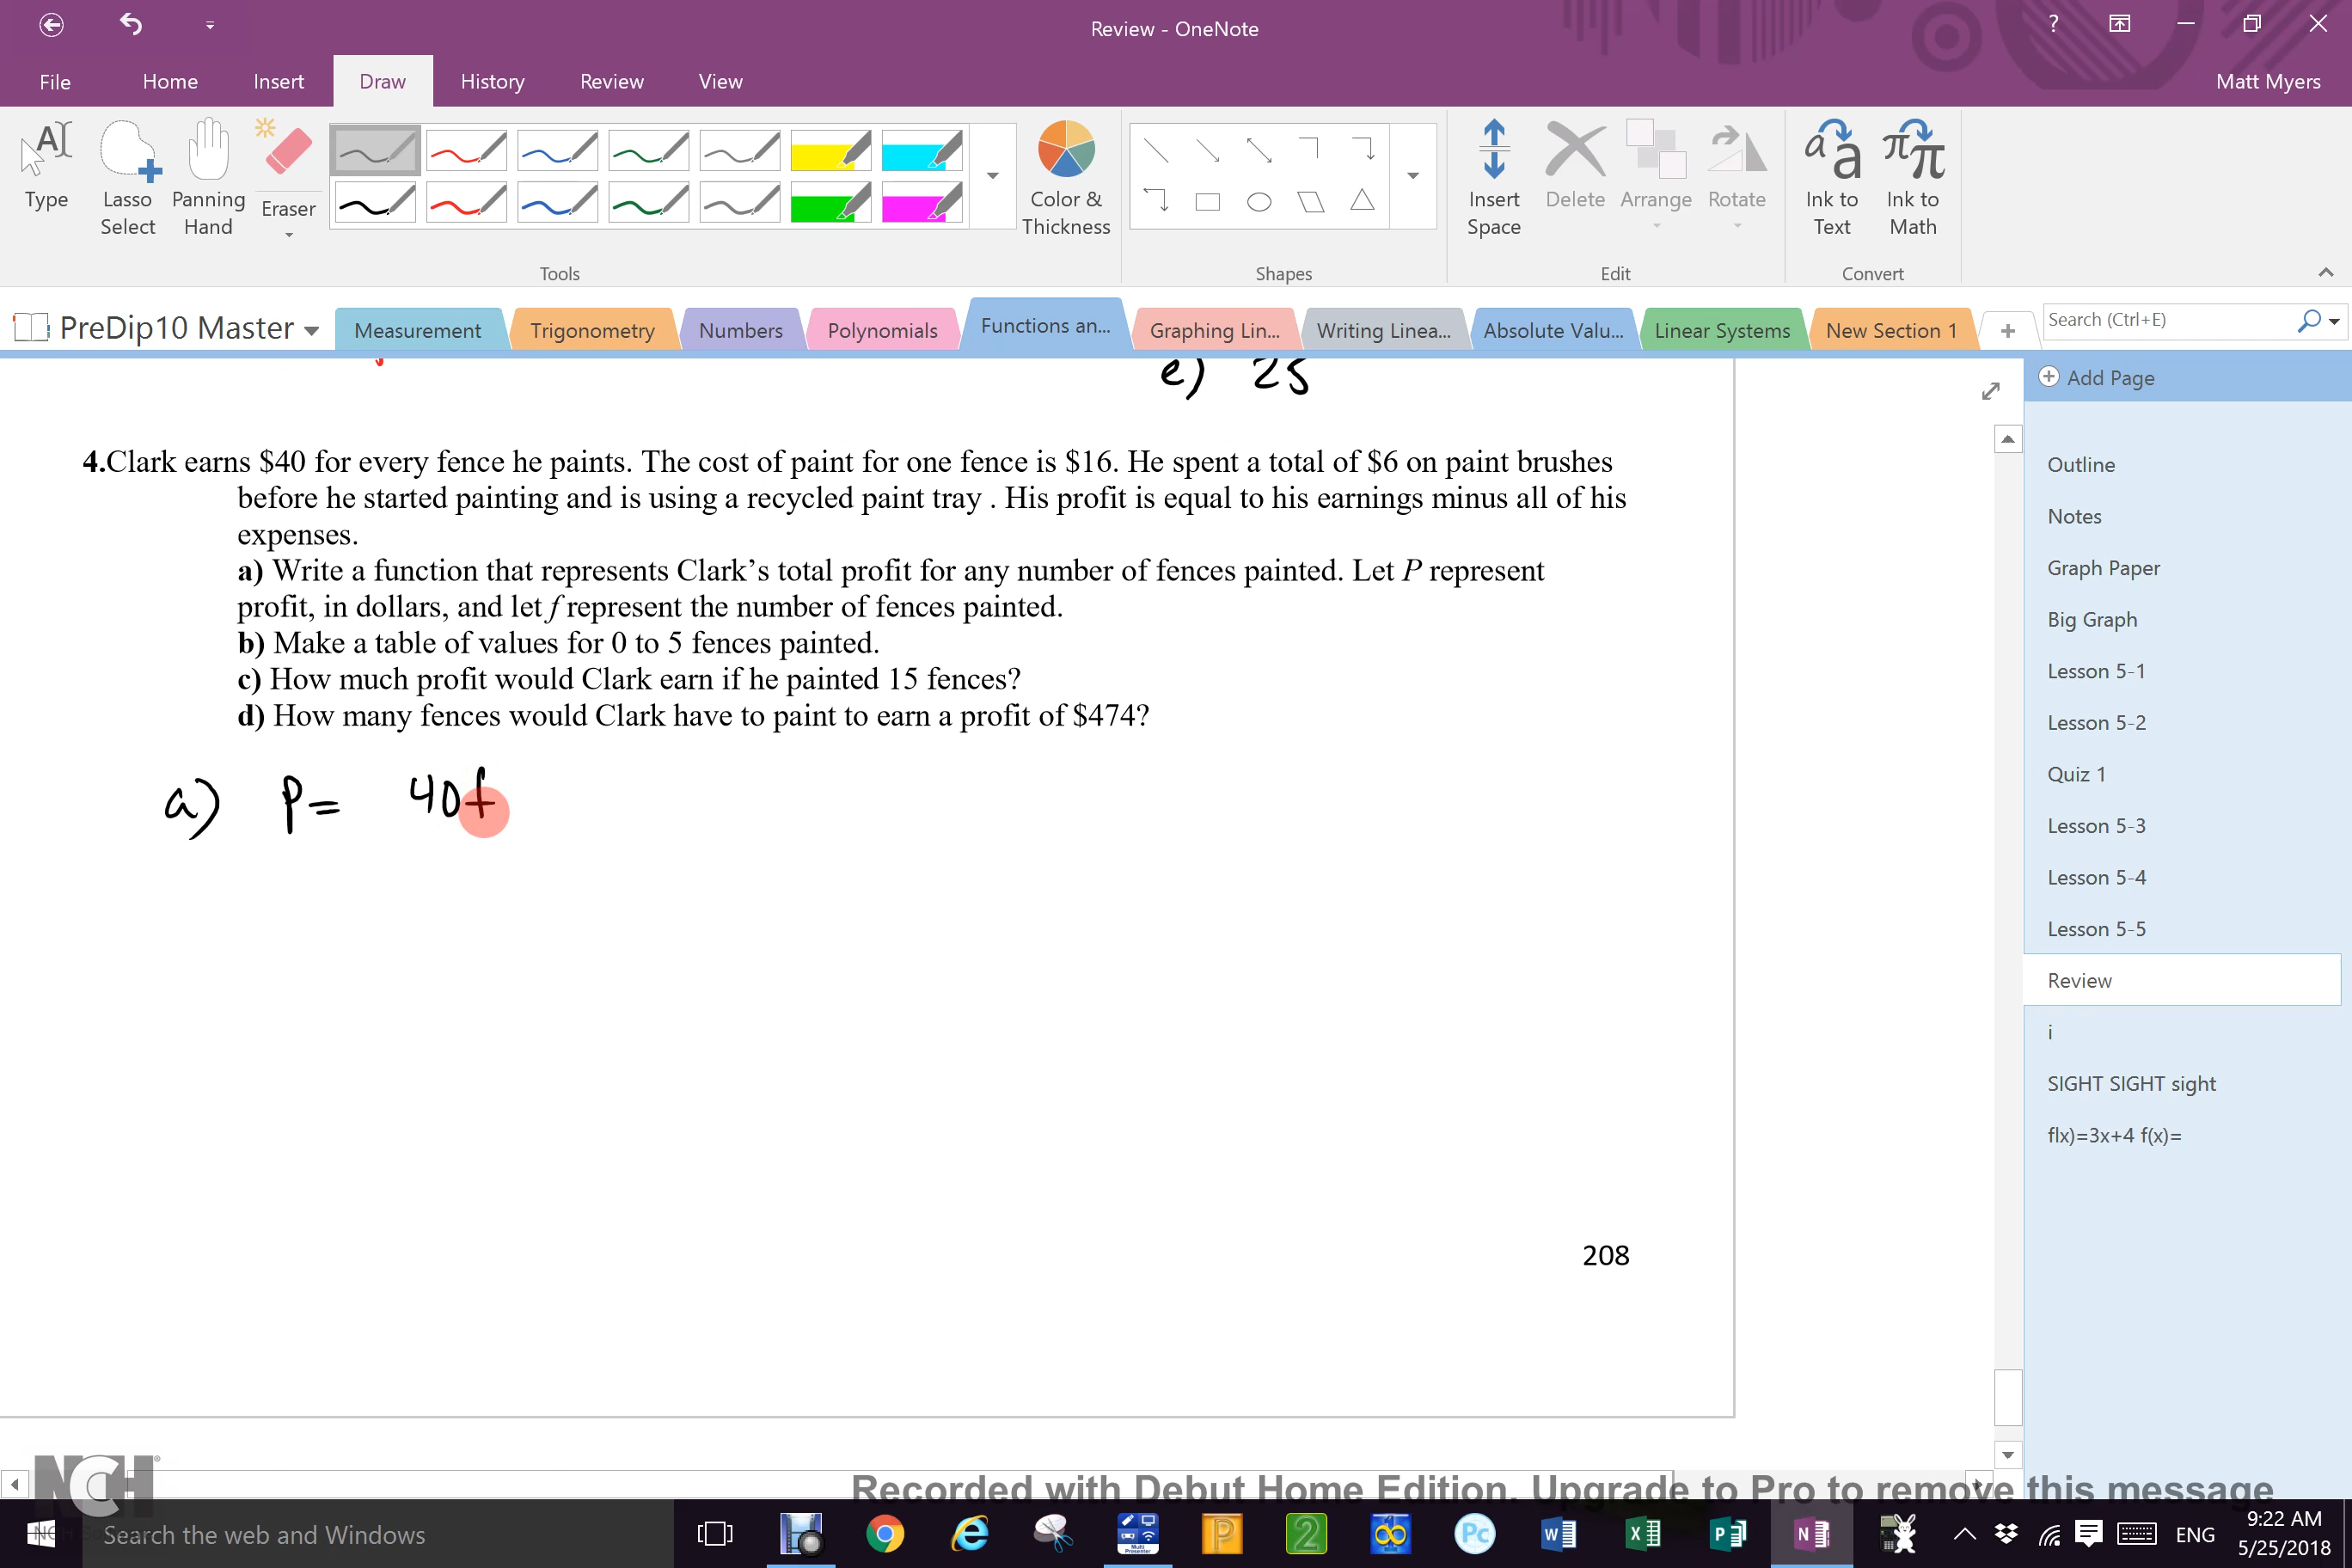 Review - OneNote
?
File Home Insert Draw History Review View Matt Myers
Type Lasso Select Panning Hand Eraser
Color & Thickness
Insert Space Delete Arrange Rotate
Ink to Text Ink to Math
Tools Shapes Edit Convert
PreDip10 Master Measurement Trigonometry Numbers Polynomials Functions an... Graphing Lin... Writing Linea... Absolute Valu... Linear Systems New Section 1 + Search (Ctrl+E)
e) 25
4.Clark earns $40 for every fence he paints. The cost of paint for one fence is $16. He spent a total of $6 on paint brushes
before he started painting and is using a recycled paint tray . His profit is equal to his earnings minus all of his
expenses.
a) Write a function that represents Clark’s total profit for any number of fences painted. Let P represent
profit, in dollars, and let f represent the number of fences painted.
b) Make a table of values for 0 to 5 fences painted.
c) How much profit would Clark earn if he painted 15 fences?
d) How many fences would Clark have to paint to earn a profit of $474?
a) P= 40f
208
Add Page
Outline
Notes
Graph Paper
Big Graph
Lesson 5-1
Lesson 5-2
Quiz 1
Lesson 5-3
Lesson 5-4
Lesson 5-5
Review
i
SIGHT SIGHT sight
flx)=3x+4 f(x)=
NCH
Recorded with Debut Home Edition. Upgrade to Pro to remove this message
Search the web and Windows
ENG
9:22 AM
5/25/2018